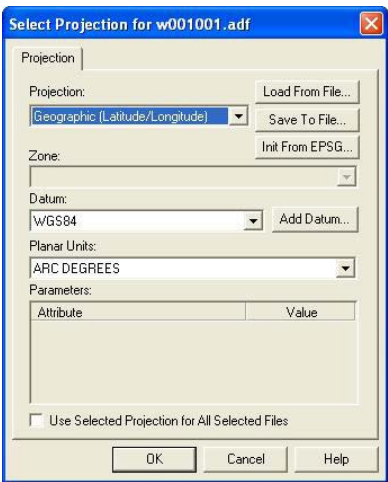 Select Projection for w001001.adf
Projection
Projection:
Load From File...
Geographic (Latitude/Longitude)
Save To File...
Init From EPSG...
Zone:
Datum:
WGS84
Add Datum...
Planar Units:
ARC DEGREES
Parameters:
Attribute Value
Use Selected Projection for All Selected Files
OK Cancel Help